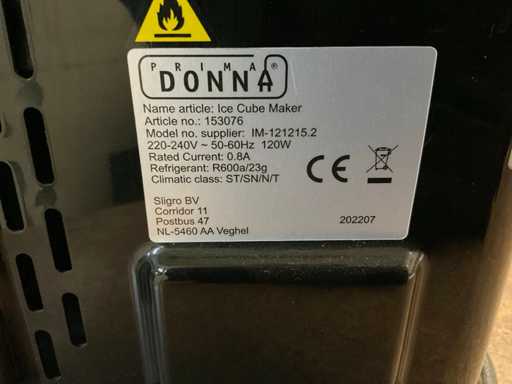 PRIMA®
DONNA
Name article: Ice Cube Maker
Article no.: 153076
Model no. supplier: IM-121215.2
220-240V ~ 50-60Hz 120W
Rated Current: 0.8A
Refrigerant: R600a/23g
Climatic class: ST/SN/N/T
CE
Sligro BV
Corridor 11
Postbus 47
NL-5460 AA Veghel
202207